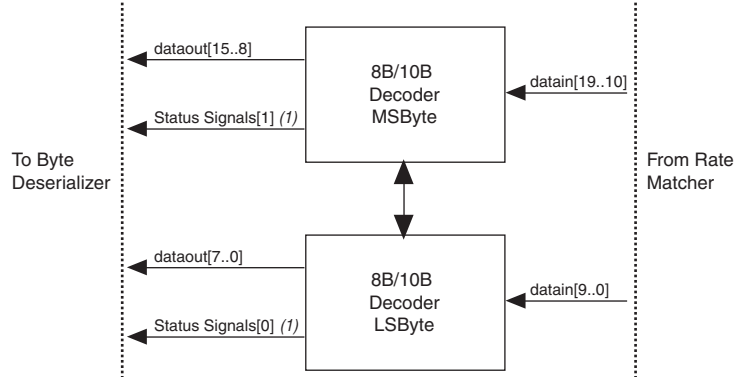 dataout[15..8]
8B/10B
Decoder
MSByte
datain[19..10]
Status Signals[1] (1)
To Byte
Deserializer
From Rate
Matcher
dataout[7..0]
8B/10B
Decoder
LSByte
datain[9..0]
Status Signals[0] (1)